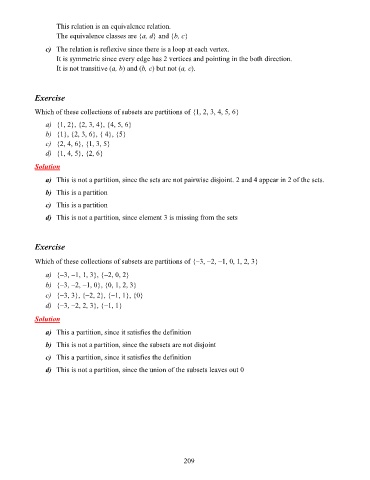 This relation is an equivalence relation.
The equivalence classes are {a, d} and {b, c}
c) The relation is reflexive since there is a loop at each vertex.
It is symmetric since every edge has 2 vertices and pointing in the both direction.
It is not transitive (a, b) and (b, c) but not (a, c).
Exercise
Which of these collections of subsets are partitions of {1, 2, 3, 4, 5, 6}
a) {1, 2}, {2, 3, 4}, {4, 5, 6}
b) {1}, {2, 3, 6}, { 4}, {5}
c) {2, 4, 6}, {1, 3, 5}
d) {1, 4, 5}, {2, 6}
Solution
a) This is not a partition, since the sets are not pairwise disjoint. 2 and 4 appear in 2 of the sets.
b) This is a partition
c) This is a partition
d) This is not a partition, since element 3 is missing from the sets
Exercise
Which of these collections of subsets are partitions of {−3, −2, −1, 0, 1, 2, 3}
a) {−3, −1, 1, 3}, {−2, 0, 2}
b) {−3, −2, −1, 0}, {0, 1, 2, 3}
c) {−3, 3}, {−2, 2}, {−1, 1}, {0}
d) {−3, −2, 2, 3}, {−1, 1}
Solution
a) This a partition, since it satisfies the definition
b) This is not a partition, since the subsets are not disjoint
c) This a partition, since it satisfies the definition
d) This is not a partition, since the union of the subsets leaves out 0
209